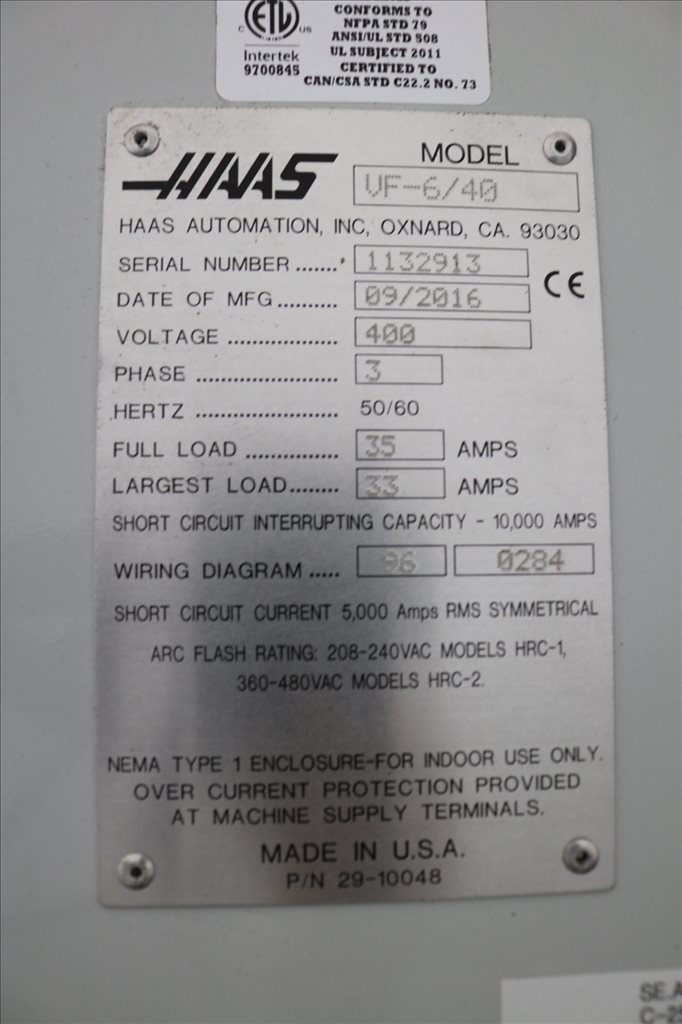 ETL
C US
Intertek
9700845
CONFORMS TO
NFPA STD 79
ANSI/UL STD 508
UL SUBJECT 2011
CERTIFIED TO
CAN/CSA STD C22.2 NO. 73
HAAS
MODEL
VF-6/40
HAAS AUTOMATION, INC, OXNARD, CA. 93030
SERIAL NUMBER ....... 1132913
CE
DATE OF MFG .......... 09/2016
VOLTAGE .................. 400
PHASE ....................... 3
HERTZ ....................... 50/60
FULL LOAD ............... 35 AMPS
LARGEST LOAD........ 33 AMPS
SHORT CIRCUIT INTERRUPTING CAPACITY - 10,000 AMPS
WIRING DIAGRAM ..... 96 0284
SHORT CIRCUIT CURRENT 5,000 Amps RMS SYMMETRICAL
ARC FLASH RATING: 208-240VAC MODELS HRC-1,
360-480VAC MODELS HRC-2.
NEMA TYPE 1 ENCLOSURE-FOR INDOOR USE ONLY.
OVER CURRENT PROTECTION PROVIDED
AT MACHINE SUPPLY TERMINALS.
MADE IN U.S.A.
P/N 29-10048